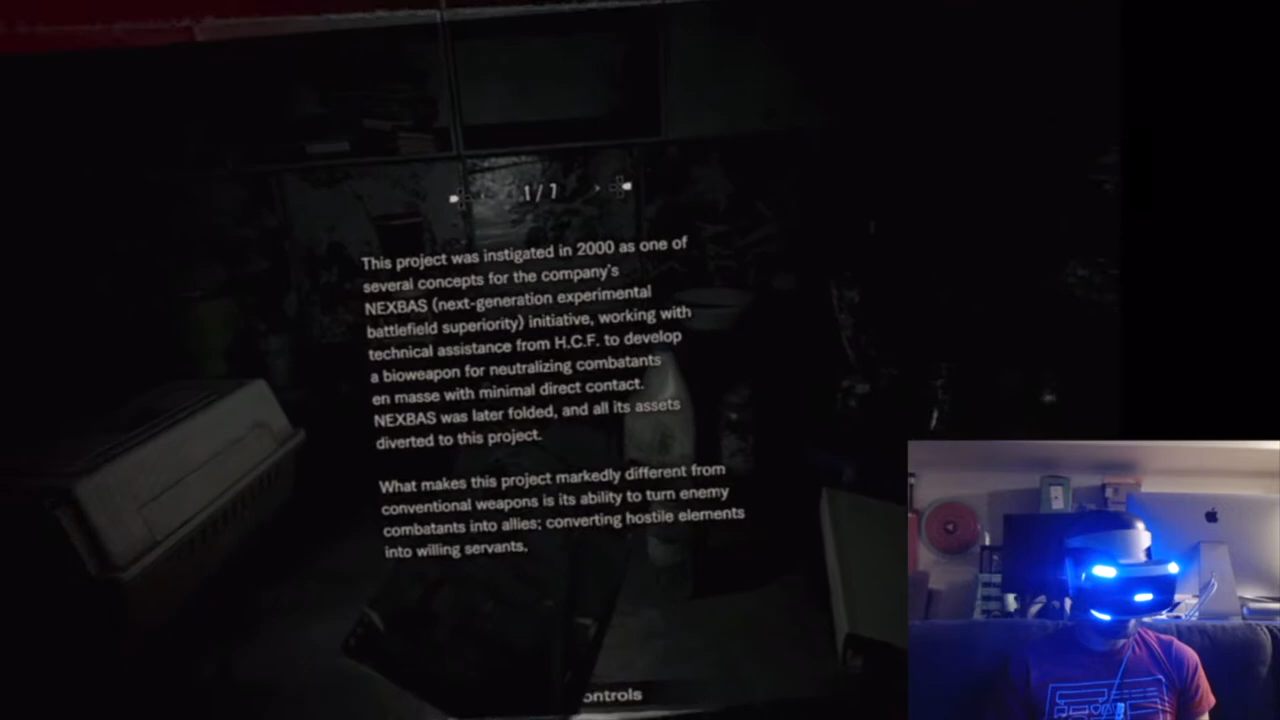 1/7
This project was instigated in 2000 as one of
several concepts for the company's
NEXBAS (next-generation experimental
battlefield superiority) initiative, working with
technical assistance from H.C.F. to develop
a bioweapon for neutralizing combatants
en masse with minimal direct contact.
NEXBAS was later folded, and all its assets
diverted to this project.
What makes this project markedly different from
conventional weapons is its ability to turn enemy
combatants into allies; converting hostile elements
into willing servants.
ontrols